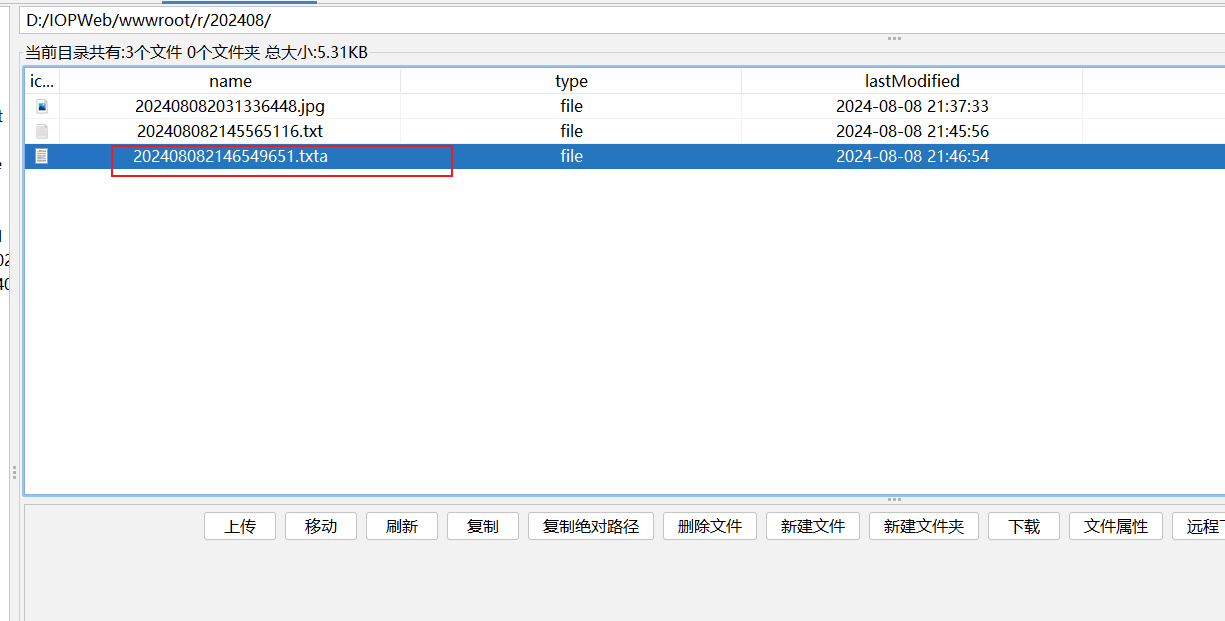 D:/IOPWeb/wwwroot/r/202408/
当前目录共有:3个文件 0个文件夹 总大小:5.31KB
ic... name type lastModified
202408082031336448.jpg file 2024-08-08 21:37:33
202408082145565116.txt file 2024-08-08 21:45:56
202408082146549651.txta file 2024-08-08 21:46:54
上传 移动 刷新 复制 复制绝对路径 删除文件 新建文件 新建文件夹 下载 文件属性 远程